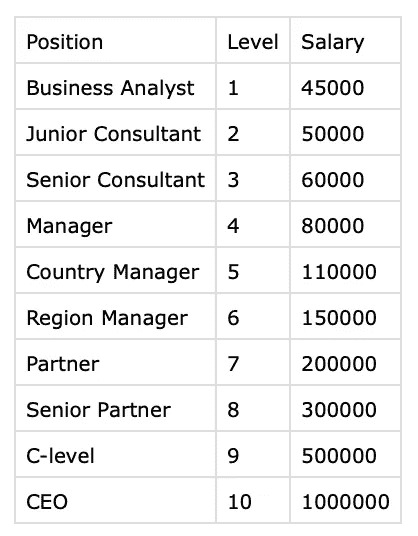 Position Level Salary
Business Analyst 1 45000
Junior Consultant 2 50000
Senior Consultant 3 60000
Manager 4 80000
Country Manager 5 110000
Region Manager 6 150000
Partner 7 200000
Senior Partner 8 300000
C-level 9 500000
CEO 10 1000000